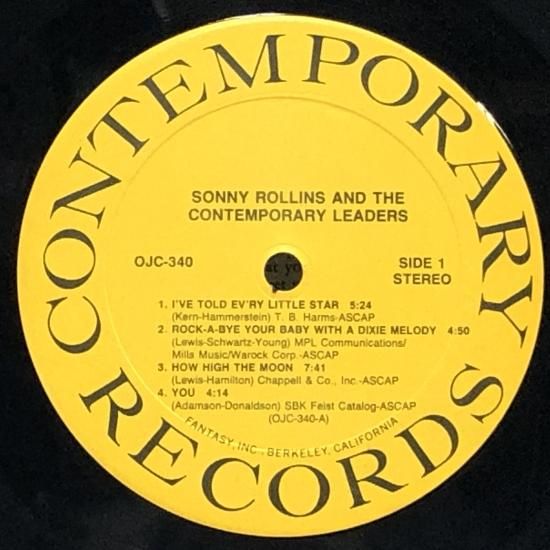 CONTEMPORARY RECORDS
SONNY ROLLINS AND THE
CONTEMPORARY LEADERS
OJC-340
SIDE 1
STEREO
1. I'VE TOLD EV'RY LITTLE STAR 5:24
(Kern-Hammerstein) T. B. Harms-ASCAP
2. ROCK-A-BYE YOUR BABY WITH A DIXIE MELODY 4:50
(Lewis-Schwartz-Young) MPL Communications/
Mills Music/Warock Corp.-ASCAP
3. HOW HIGH THE MOON 7:41
(Lewis-Hamilton) Chappell & Co., Inc.-ASCAP
4. YOU 4:14
(Adamson-Donaldson) SBK Feist Catalog-ASCAP
(OJC-340-A)
FANTASY, INC. · BERKELEY, CALIFORNIA